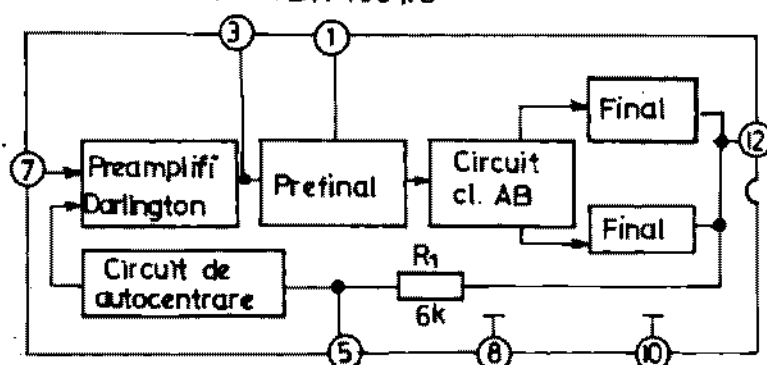 3
1
Final
12
7
Preamplifi
Darlington
Prefinal
Circuit
cl. AB
Final
Circuit de
autocentrare
R1
6k
5
8
10